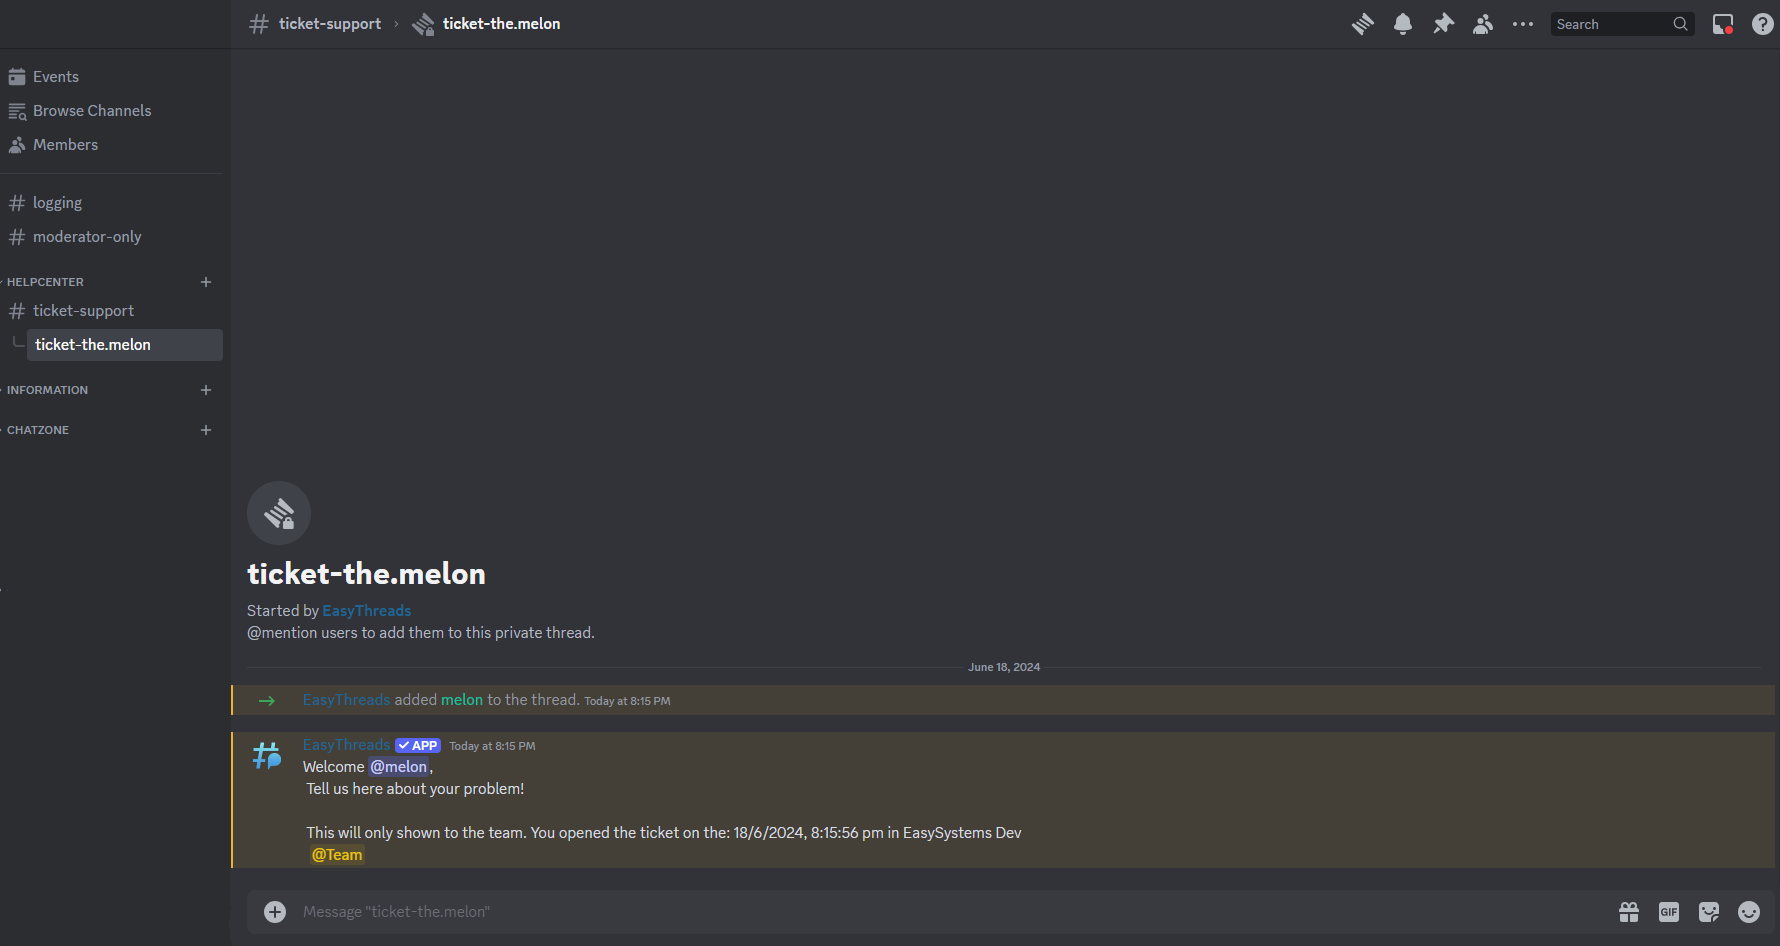 ticket-support › ticket-the.melon
Search
Events
Browse Channels
Members
logging
moderator-only
HELPCENTER
ticket-support
ticket-the.melon
INFORMATION
CHATZONE
ticket-the.melon
Started by EasyThreads
@mention users to add them to this private thread.
June 18, 2024
EasyThreads added melon to the thread. Today at 8:15 PM
EasyThreads APP Today at 8:15 PM
Welcome @melon,
Tell us here about your problem!
This will only shown to the team. You opened the ticket on the: 18/6/2024, 8:15:56 pm in EasySystems Dev
@Team
Message "ticket-the.melon"
GIF